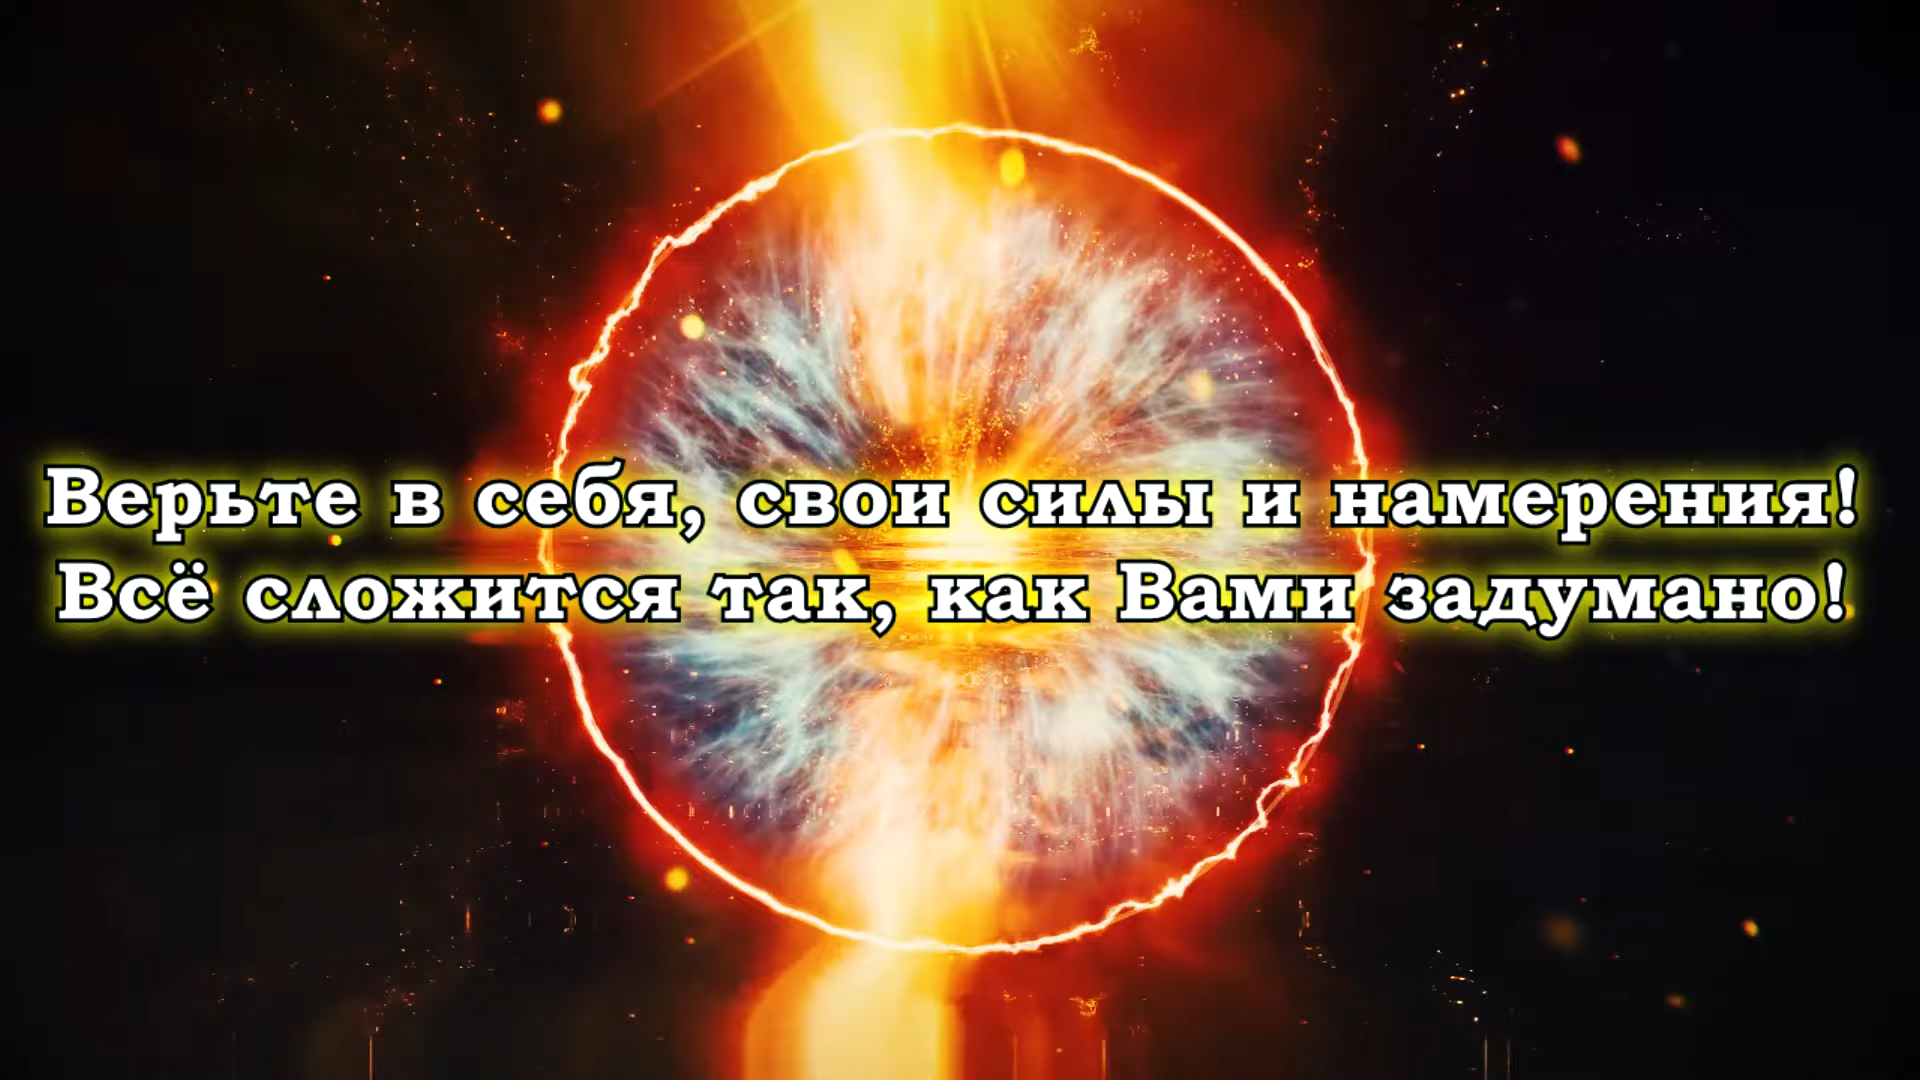 Верьте в себя, свои силы и намерения!
Всё сложится так, как Вами задумано!